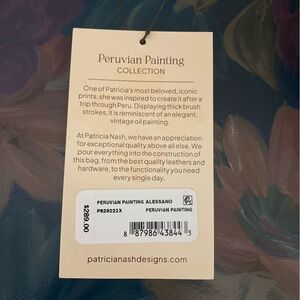 Peruvian Painting
COLLECTION
One of Patricia's most beloved, iconic
prints, she was inspired to create it after a
trip through Peru. Displaying thick brush
strokes, it is reminiscent of an elegant,
vintage oil painting.
At Patricia Nash, we have an appreciation
for exceptional quality above all else. We
pour everything into the construction of
this bag, from the best quality leathers and
hardware, to the functionality you need
every single day.
$289.00
PERUVIAN PAINTING ALESSANO
P829222X PERUVIAN PAINTING
8 87986 43844 3
patricianashdesigns.com